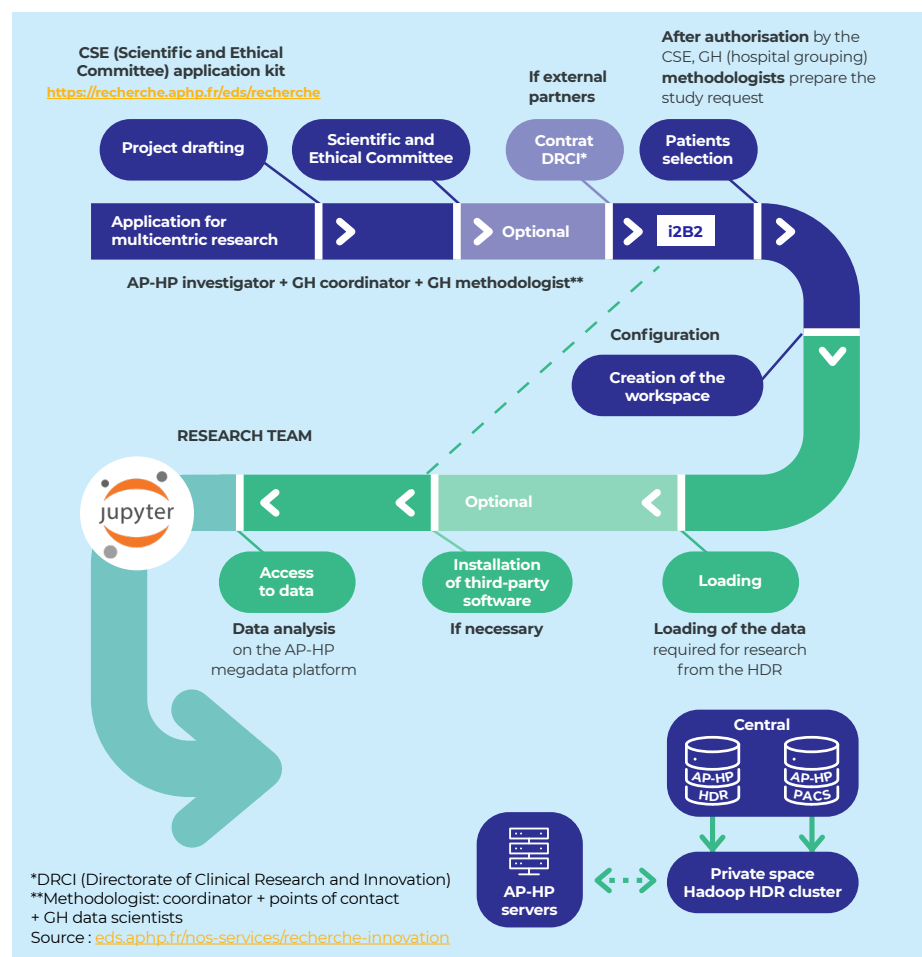 CSE (Scientific and Ethical
Committee) application kit
https://recherche.aphp.fr/eds/recherche
If external
partners
After authorisation by the
CSE, GH (hospital grouping)
methodologists prepare the
study request
Project drafting
Scientific and
Ethical Committee
Contrat
DRCI*
Patients
selection
Application for
multicentric research
Optional
i2B2
AP-HP investigator + GH coordinator + GH methodologist**
Configuration
Creation of the
workspace
RESEARCH TEAM
jupyter
Optional
Access
to data
Installation
of third-party
software
Loading
Data analysis
on the AP-HP
megadata platform
If necessary
Loading of the data
required for research
from the HDR
Central
AP-HP
HDR
AP-HP
PACS
AP-HP
servers
Private space
Hadoop HDR cluster
*DRCI (Directorate of Clinical Research and Innovation)
**Methodologist: coordinator + points of contact
+ GH data scientists
Source : eds.aphp.fr/nos-services/recherche-innovation